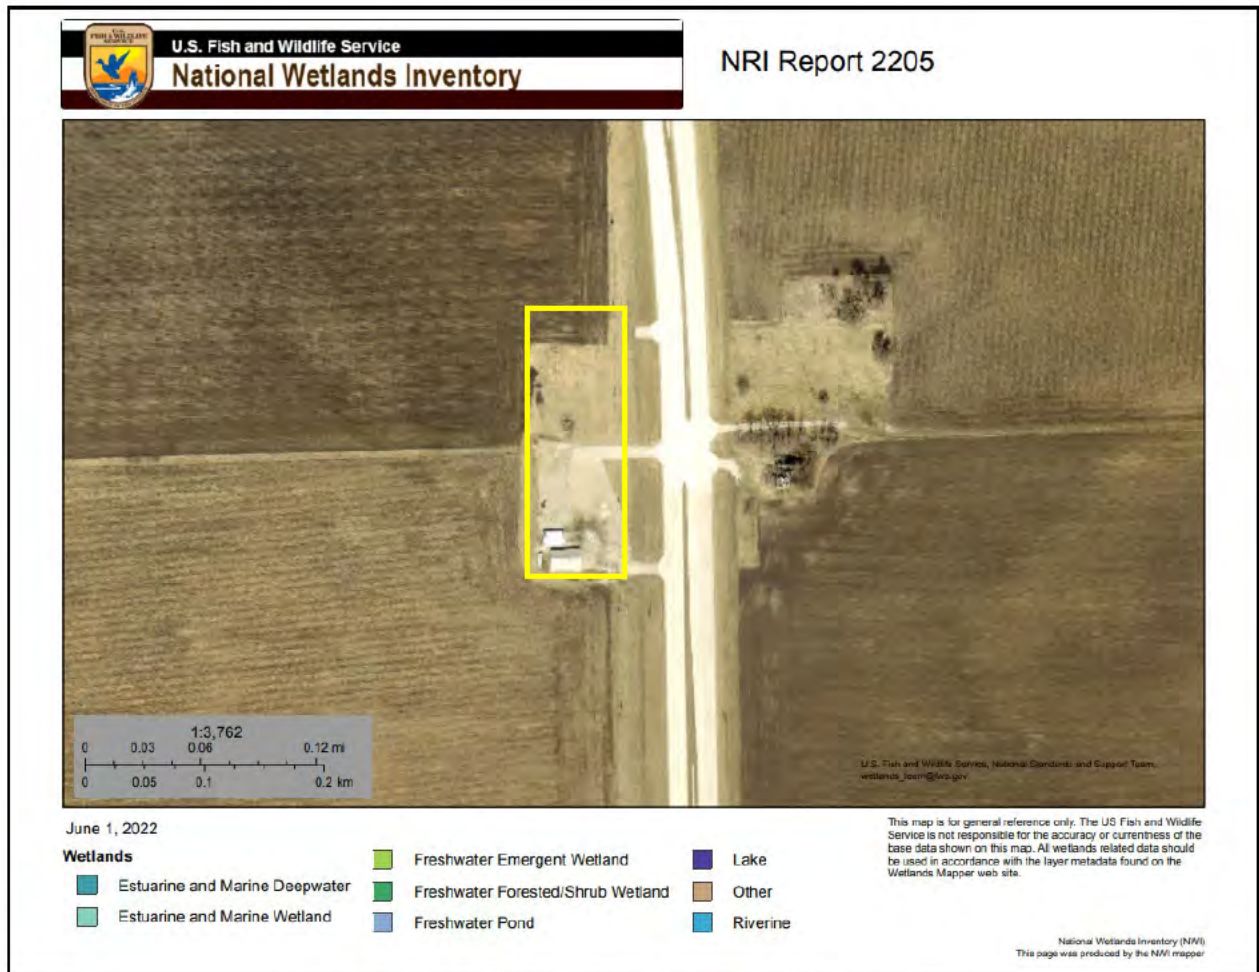 U.S.
FISH & WILDLIFE
SERVICE
U.S. Fish and Wildlife Service
National Wetlands Inventory
NRI Report 2205
1:3,762
0 0.03 0.06 0.12 mi
0 0.05 0.1 0.2 km
U.S. Fish and Wildlife Service, National Standards and Support Team,
wetlands_team@fws.gov
June 1, 2022
Wetlands
Estuarine and Marine Deepwater
Estuarine and Marine Wetland
Freshwater Emergent Wetland
Freshwater Forested/Shrub Wetland
Freshwater Pond
Lake
Other
Riverine
This map is for general reference only. The US Fish and Wildlife
Service is not responsible for the accuracy or currentness of the
base data shown on this map. All wetlands related data should
be used in accordance with the layer metadata found on the
Wetlands Mapper web site.
National Wetlands Inventory (NWI)
This page was produced by the NWI mapper